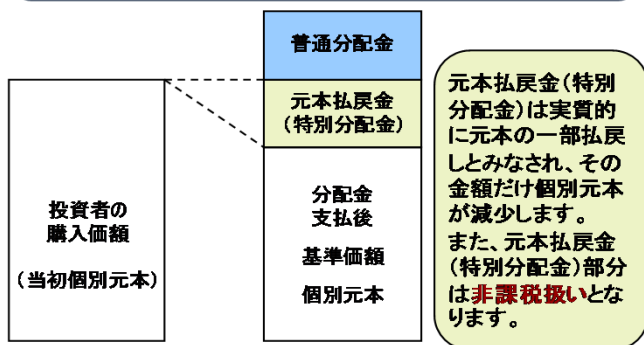 普通分配金
元本払戻金
(特別分配金)
投資者の
購入価額
(当初個別元本)
分配金
支払後
基準価額
個別元本
元本払戻金(特別
分配金)は実質的
に元本の一部払戻
しとみなされ、その
金額だけ個別元本
が減少します。
また、元本払戻金
(特別分配金)部分
は非課税扱いとな
ります。